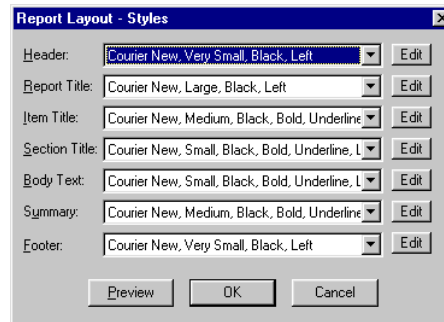 Report Layout - Styles
Header: Courier New, Very Small, Black, Left Edit
Report Title: Courier New, Large, Black, Left Edit
Item Title: Courier New, Medium, Black, Bold, Underline Edit
Section Title: Courier New, Small, Black, Bold, Underline, L Edit
Body Text: Courier New, Small, Black, Bold, Underline, L Edit
Summary: Courier New, Medium, Black, Bold, Underline Edit
Footer: Courier New, Very Small, Black, Left Edit
Preview OK Cancel